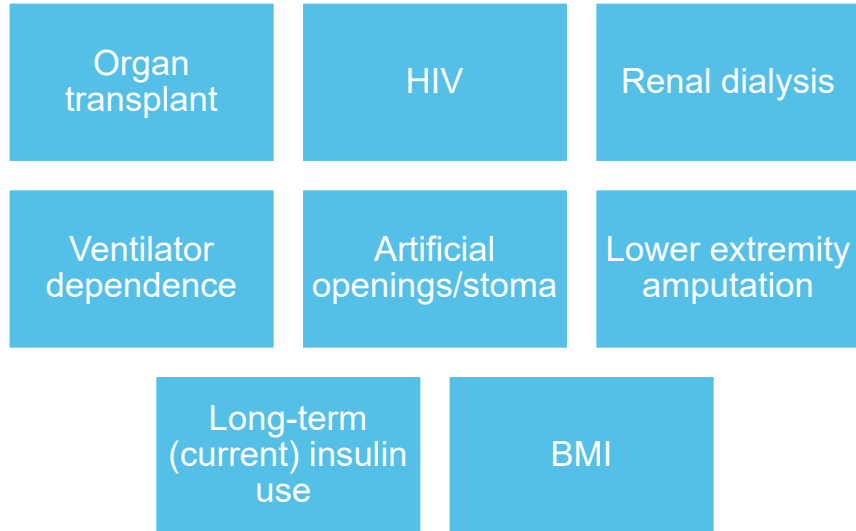 Organ
transplant
HIV
Renal dialysis
Ventilator
dependence
Artificial
openings/stoma
Lower extremity
amputation
Long-term
(current) insulin
use
BMI